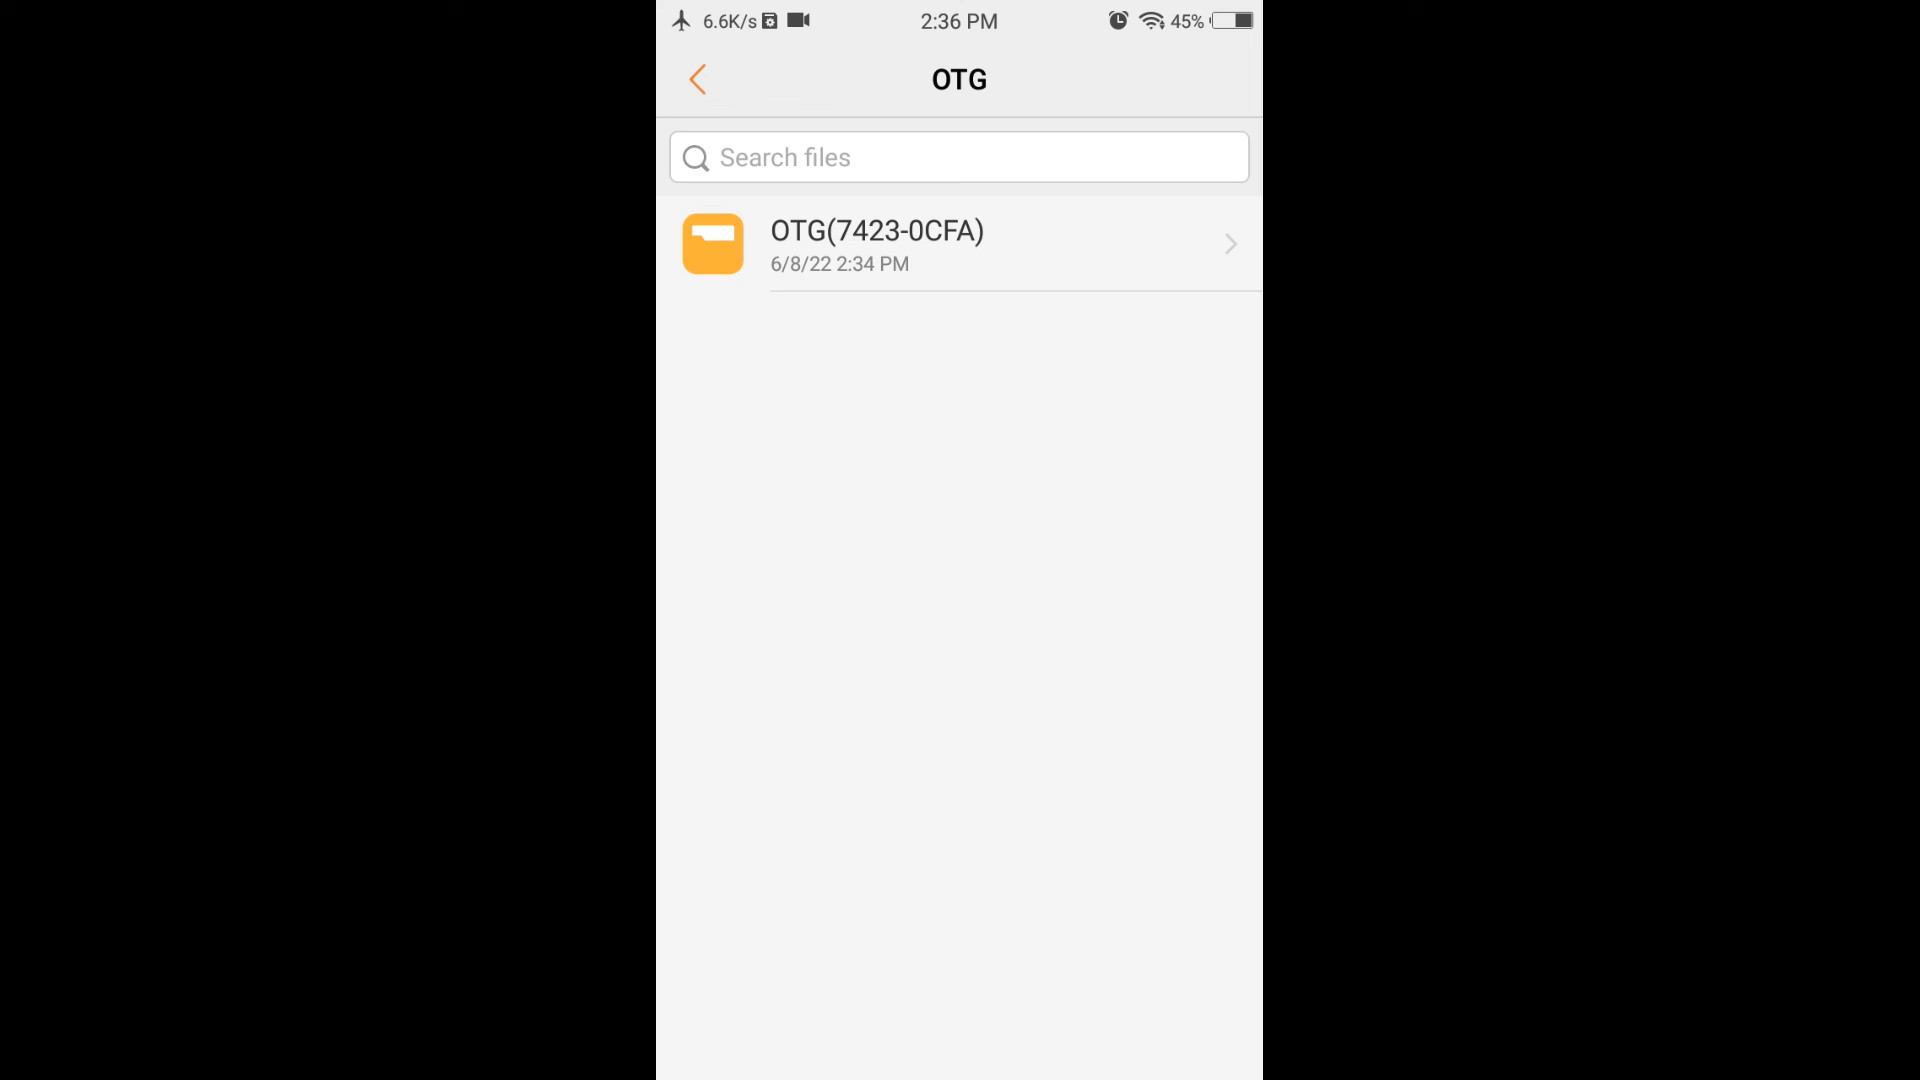 6.6K/s 2:36 PM 45%
OTG
Search files
OTG(7423-0CFA)
6/8/22 2:34 PM